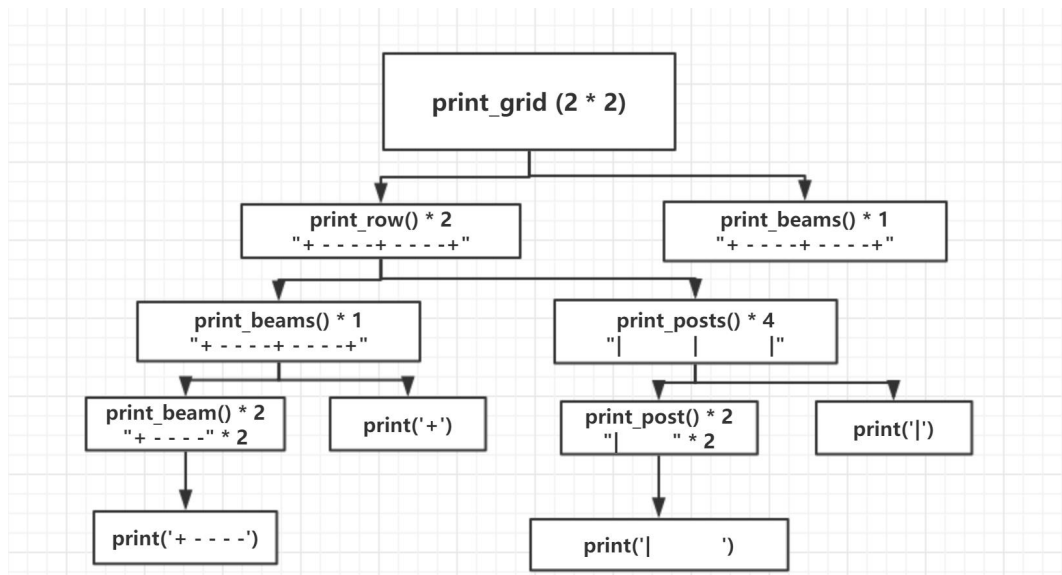 print_grid (2 * 2)
print_row() * 2
"+ - - - -+ - - - -+"
print_beams() * 1
"+ - - - -+ - - - -+"
print_beams() * 1
"+ - - - -+ - - - -+"
print_posts() * 4
"|         |         |"
print_beam() * 2
"+ - - - -" * 2
print('+')
print_post() * 2
"|       " * 2
print('|')
print('+ - - - -')
print('|         ')